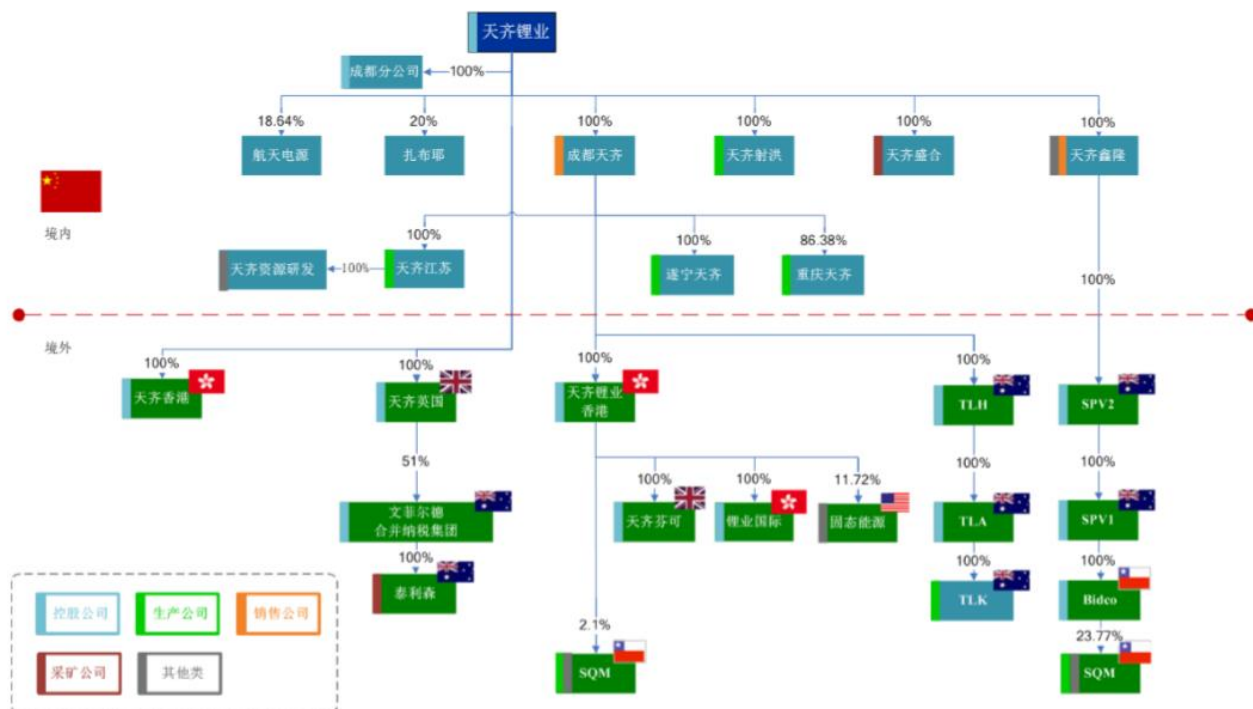 天齐锂业
成都分公司
100%
18.64%
20%
100%
100%
100%
100%
航天电源
扎布耶
成都天齐
天齐射洪
天齐盛合
天齐鑫隆
境内
100%
100%
86.38%
天齐资源研发
100%
天齐江苏
遂宁天齐
重庆天齐
100%
境外
100%
100%
100%
100%
100%
天齐香港
天齐英国
天齐锂业
香港
TLH
SPV2
51%
100%
100%
11.72%
100%
100%
文菲尔德
合并纳税集团
天齐芬可
锂业国际
固态能源
TLA
SPV1
100%
100%
100%
泰利森
TLK
Bidco
2.1%
23.77%
SQM
SQM
控股公司
生产公司
销售公司
采矿公司
其他类